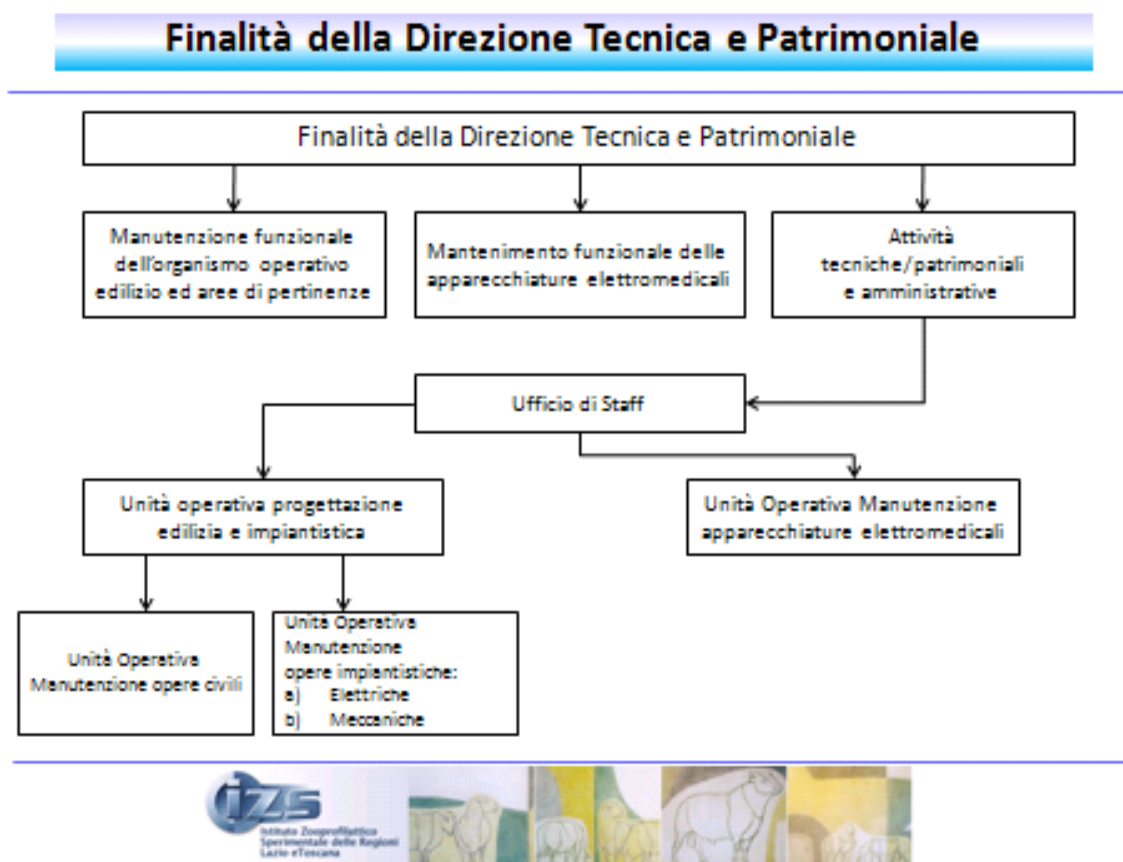 Finalità della Direzione Tecnica e Patrimoniale
Finalità della Direzione Tecnica e Patrimoniale
Manutenzione funzionale
dell'organismo operativo
edilizio ed aree di pertinenze
Mantenimento funzionale delle
apparecchiature elettromedicali
Attività
tecniche/patrimoniali
e amministrative
Ufficio di Staff
Unità operativa progettazione
edilizia e impiantistica
Unità Operativa Manutenzione
apparecchiature elettromedicali
Unità Operativa
Manutenzione opere civili
Unità Operativa
Manutenzione
opere impiantistiche:
a) Elettriche
b) Meccaniche
izs
Istituto Zooprofilattico
Sperimentale delle Regioni
Lazio eToscana